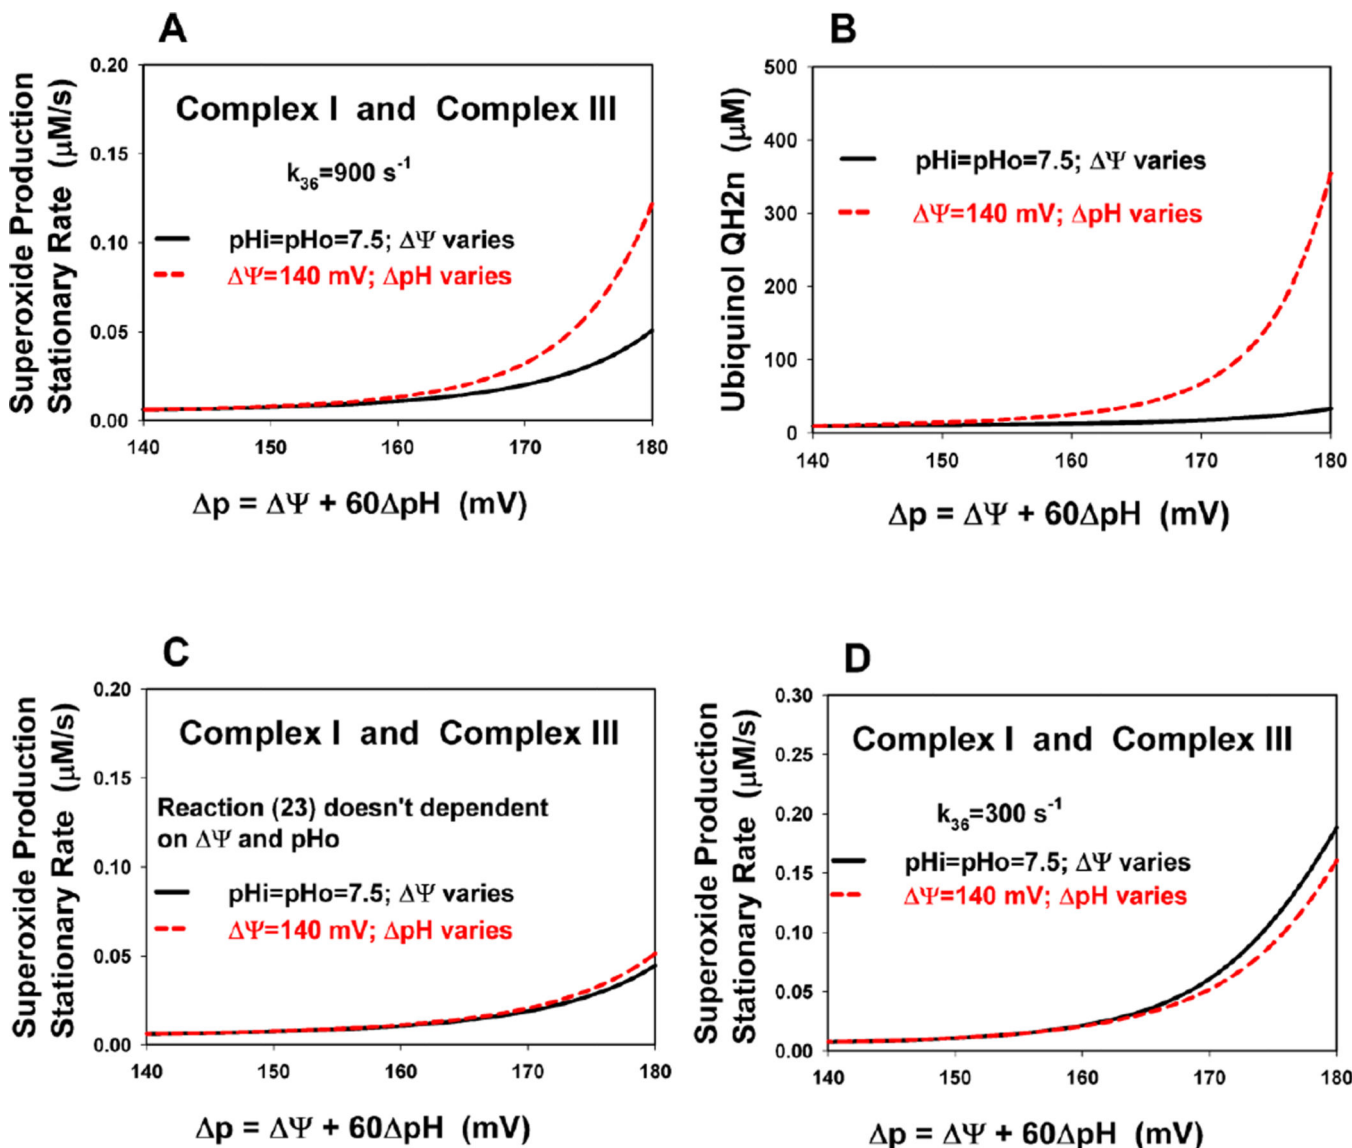 A
Superoxide Production
Stationary Rate (μM/s)
0.20
0.15
0.10
0.05
0.00
Complex I and Complex III
k36=900 s-1
pHi=pHo=7.5; ΔΨ varies
ΔΨ=140 mV; ΔpH varies
140 150 160 170 180
Δp = ΔΨ + 60ΔpH (mV)
B
Ubiquinol QH2n (μM)
500
400
300
200
100
0
pHi=pHo=7.5; ΔΨ varies
ΔΨ=140 mV; ΔpH varies
140 150 160 170 180
Δp = ΔΨ + 60ΔpH (mV)
C
Superoxide Production
Stationary Rate (μM/s)
0.20
0.15
0.10
0.05
0.00
Complex I and Complex III
Reaction (23) doesn't dependent
on ΔΨ and pHo
pHi=pHo=7.5; ΔΨ varies
ΔΨ=140 mV; ΔpH varies
140 150 160 170 180
Δp = ΔΨ + 60ΔpH (mV)
D
Superoxide Production
Stationary Rate (μM/s)
0.30
0.25
0.20
0.15
0.10
0.05
0.00
Complex I and Complex III
k36=300 s-1
pHi=pHo=7.5; ΔΨ varies
ΔΨ=140 mV; ΔpH varies
140 150 160 170 180
Δp = ΔΨ + 60ΔpH (mV)